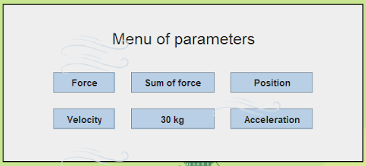 Menu of parameters
Force Sum of force Position
Velocity 30 kg Acceleration